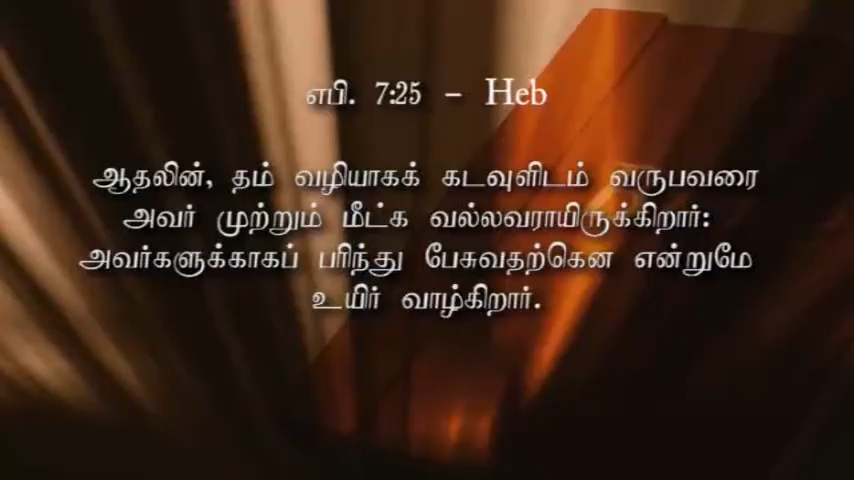 எபி. 7:25 – Heb
ஆதலின், தம் வழியாகக் கடவுளிடம் வருபவரை
அவர் முற்றும் மீட்க வல்லவராயிருக்கிறார்:
அவர்களுக்காகப் பரிந்து பேசுவதற்கென என்றுமே
உயிர் வாழ்கிறார்.